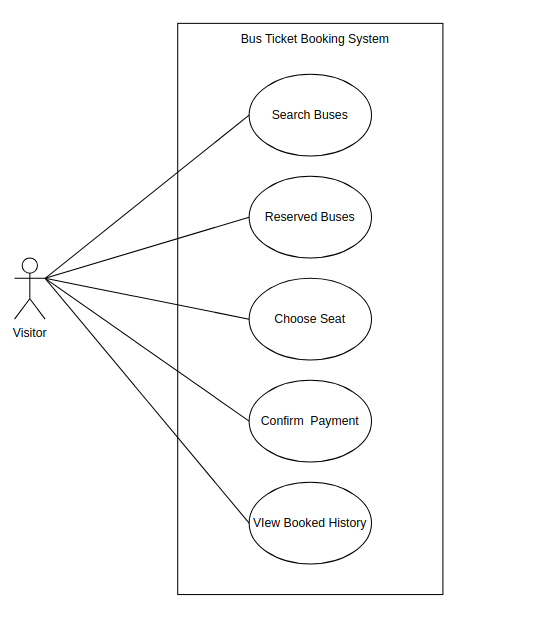 Bus Ticket Booking System
Search Buses
Reserved Buses
Choose Seat
Visitor
Confirm  Payment
VIew Booked History